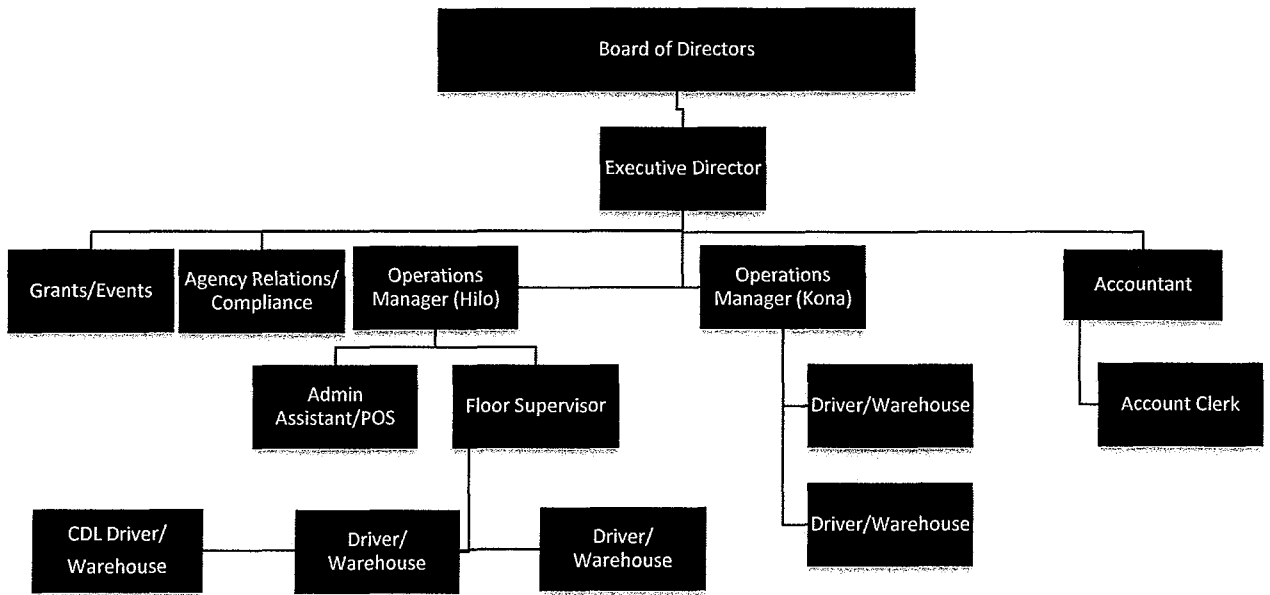 Board of Directors
Executive Director
Grants/Events
Agency Relations/
Compliance
Operations
Manager (Hilo)
Operations
Manager (Kona)
Accountant
Admin
Assistant/POS
Floor Supervisor
Driver/Warehouse
Account Clerk
Driver/Warehouse
CDL Driver/
Warehouse
Driver/
Warehouse
Driver/
Warehouse